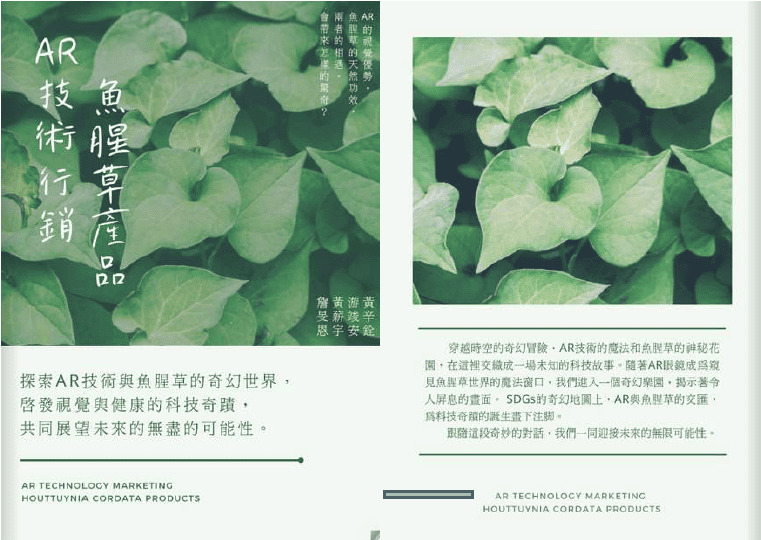 AR
技術行銷
魚腥草產品
AR的視覺優勢，
魚腥草的天然功效，
兩者的相遇，
會帶來怎樣的驚奇？
黃辛銓
游竣安
黃薪宇
詹旻恩
探索AR技術與魚腥草的奇幻世界，
啓發視覺與健康的科技奇蹟，
共同展望未來的無盡的可能性。
AR TECHNOLOGY MARKETING
HOUTTUYNIA CORDATA PRODUCTS
穿越時空的奇幻冒險，AR技術的魔法和魚腥草的神秘花
園，在這裡交織成一場未知的科技故事。隨著AR眼鏡成爲窺
見魚腥草世界的魔法窗口，我們進入一個奇幻樂園，揭示著令
人屏息的畫面。 SDGs的奇幻地圖上，AR與魚腥草的交匯，
爲科技奇蹟的誕生畫下注脚。
跟隨這段奇妙的對話，我們一同迎接未來的無限可能性。
AR TECHNOLOGY MARKETING
HOUTTUYNIA CORDATA PRODUCTS